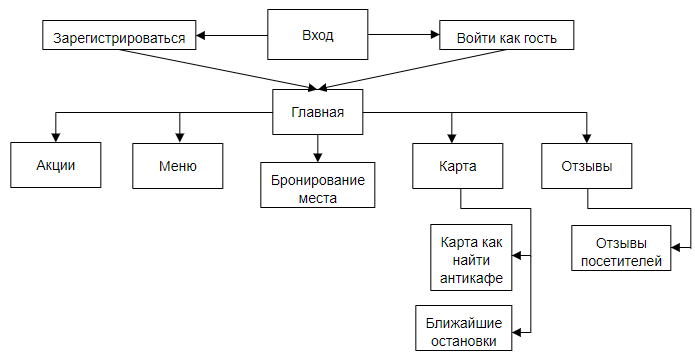 Зарегистрироваться
Вход
Войти как гость
Главная
Акции
Меню
Бронирование
места
Карта
Отзывы
Карта как
найти
антикафе
Отзывы
посетителей
Ближайшие
остановки